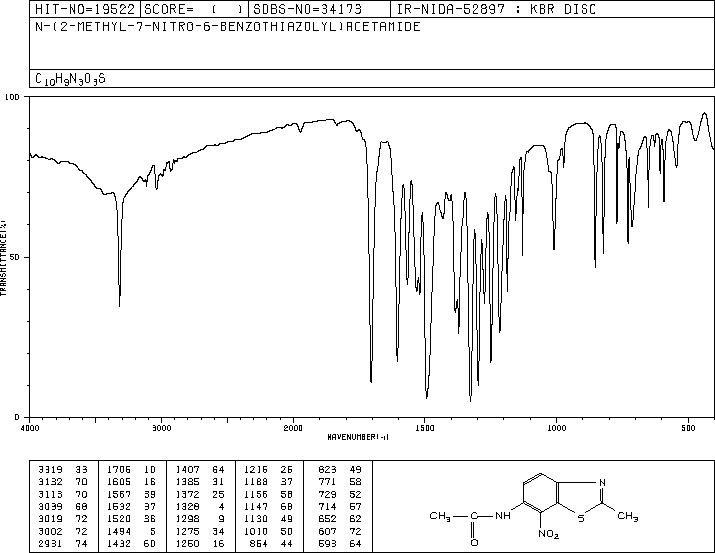 HIT-NO=19522 SCORE= ( ) SDBS-NO=34173 IR-NIDA-52897 : KBR DISC
N-(2-METHYL-7-NITRO-6-BENZOTHIAZOLYL)ACETAMIDE
C10H9N3O3S
100
50
0
TRANSMITTANCE(%)
4000 3000 2000 1500 1000 500
WAVENUMBER(-1)
3319 33 1706 10 1407 64 1216 26 823 49
3132 70 1605 16 1385 31 1188 37 771 58
3113 70 1567 39 1372 25 1156 58 729 52
3039 68 1532 37 1328 4 1147 68 714 57
3019 72 1520 36 1298 9 1130 49 652 62
3002 72 1494 5 1275 34 1010 50 607 72
2931 74 1432 60 1250 16 854 44 593 64
N
S
CH3
CH3 C NH
O
NO2